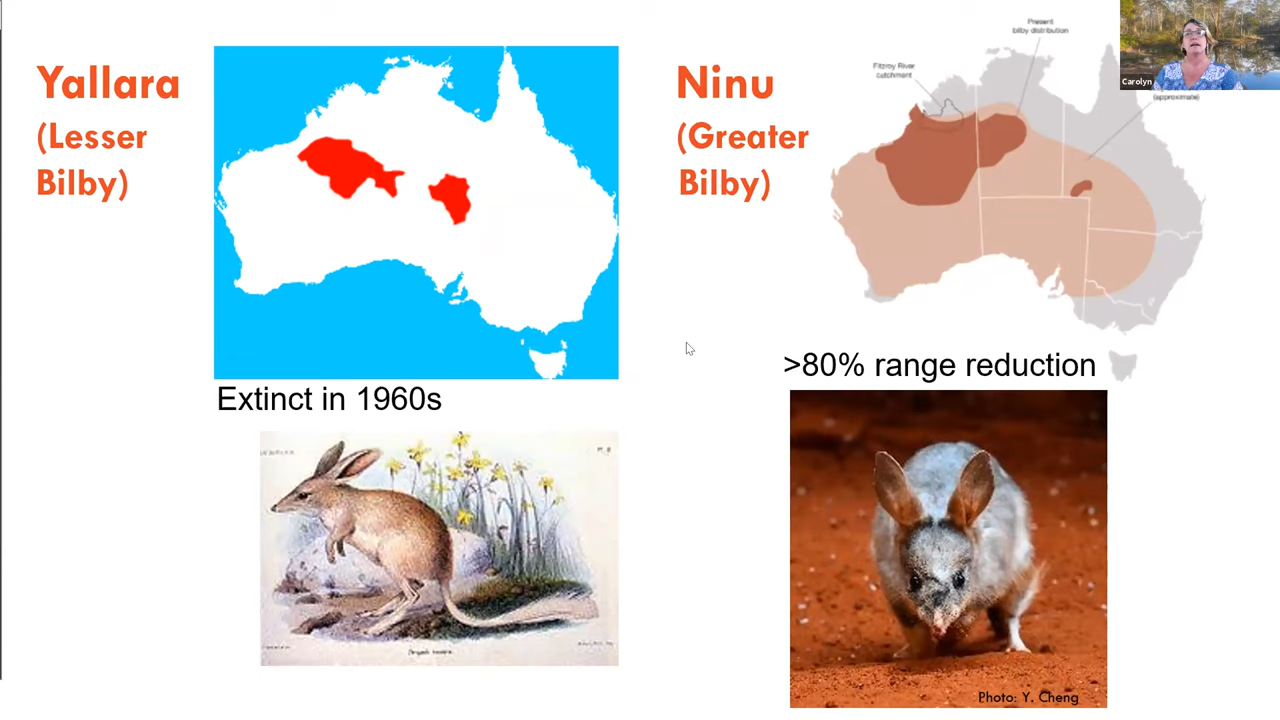 Yallara
(Lesser
Bilby)
Extinct in 1960s
Ninu
(Greater
Bilby)
Present
bilby distribution
Fitzroy River
catchment
(approximate)
>80% range reduction
Photo: Y. Cheng
Carolyn